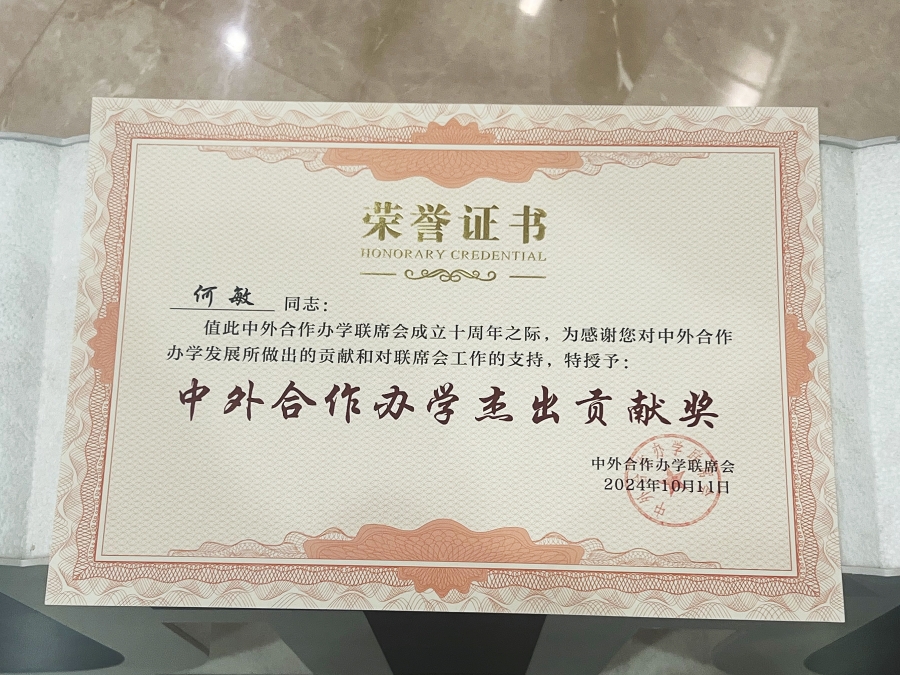 荣誉证书
HONORARY CREDENTIAL
何敏 同志：
值此中外合作办学联席会成立十周年之际，为感谢您对中外合作
办学发展所做出的贡献和对联席会工作的支持，特授予：
中外合作办学杰出贡献奖
中外合作办学联席会
2024年10月11日